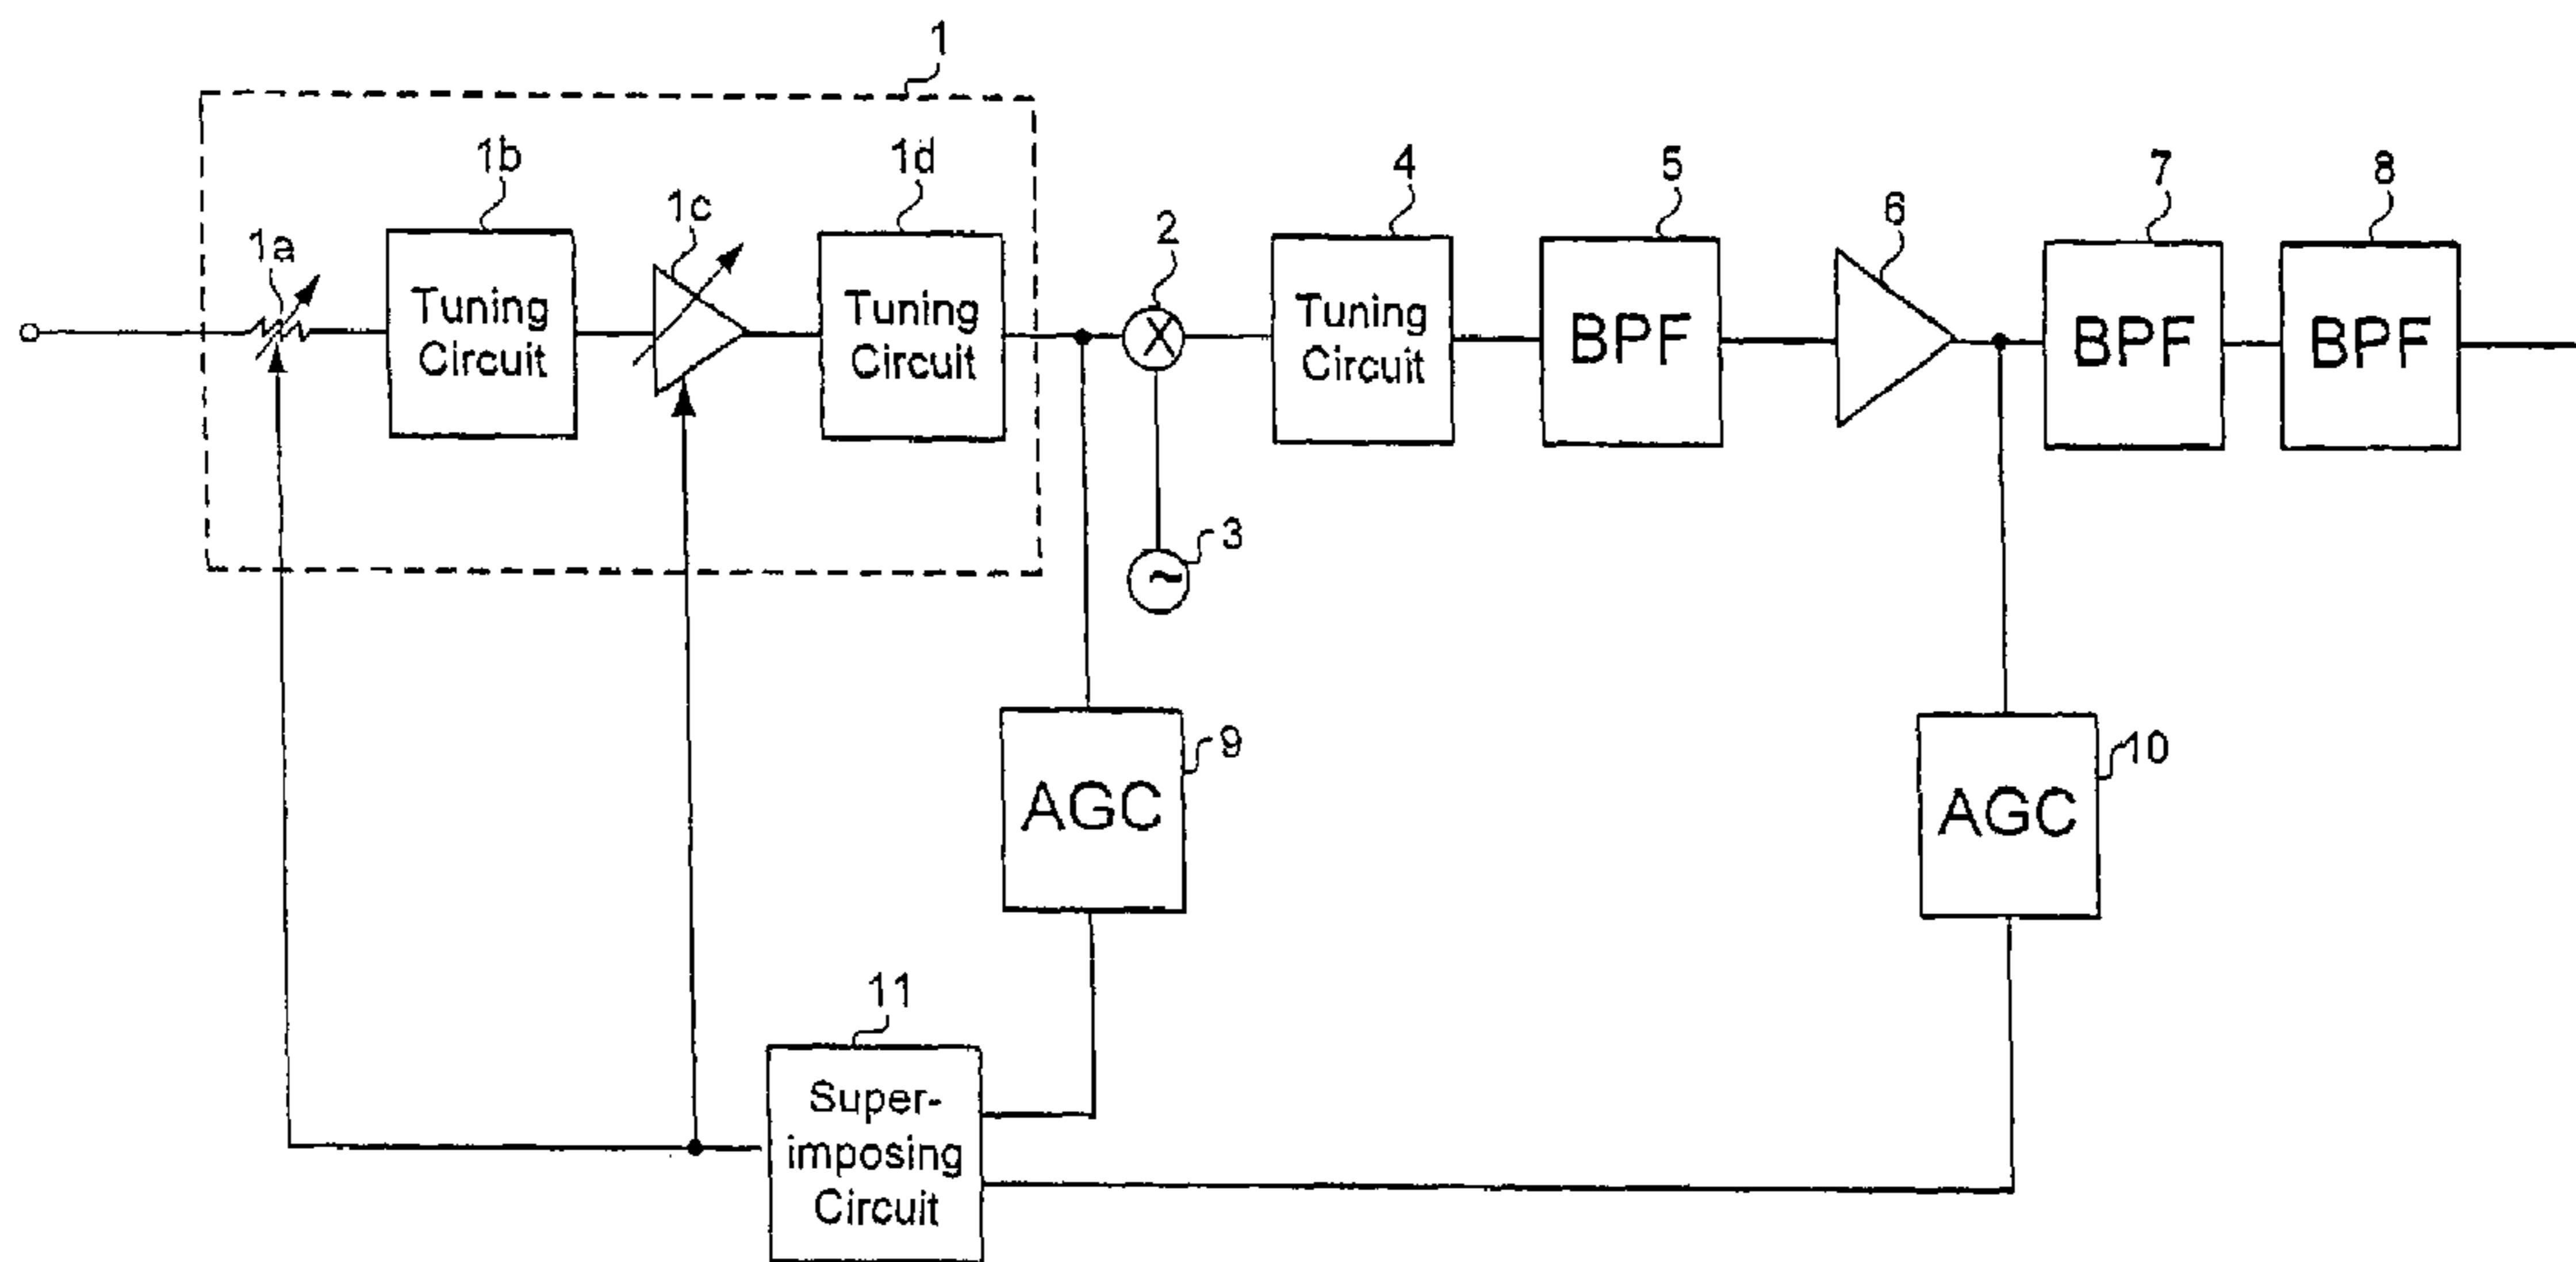 1
1a
1b
1c
1d
2
3
4
5
6
7
8
Tuning
Circuit
Tuning
Circuit
X
~
Tuning
Circuit
BPF
BPF
BPF
9
AGC
10
AGC
11
Super-
imposing
Circuit